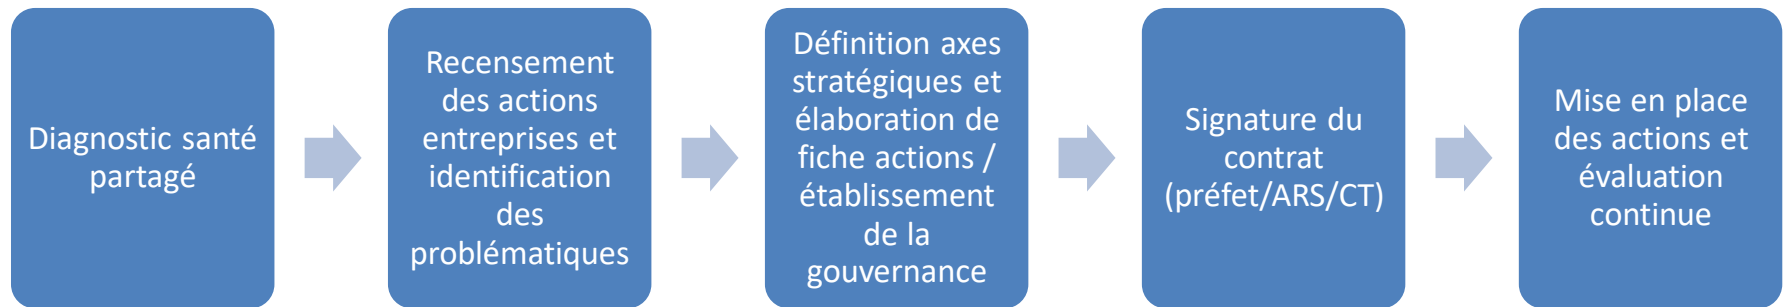 Diagnostic santé
partagé
Recensement
des actions
entreprises et
identification
des
problématiques
Définition axes
stratégiques et
élaboration de
fiche actions /
établissement
de la
gouvernance
Signature du
contrat
(préfet/ARS/CT)
Mise en place
des actions et
évaluation
continue